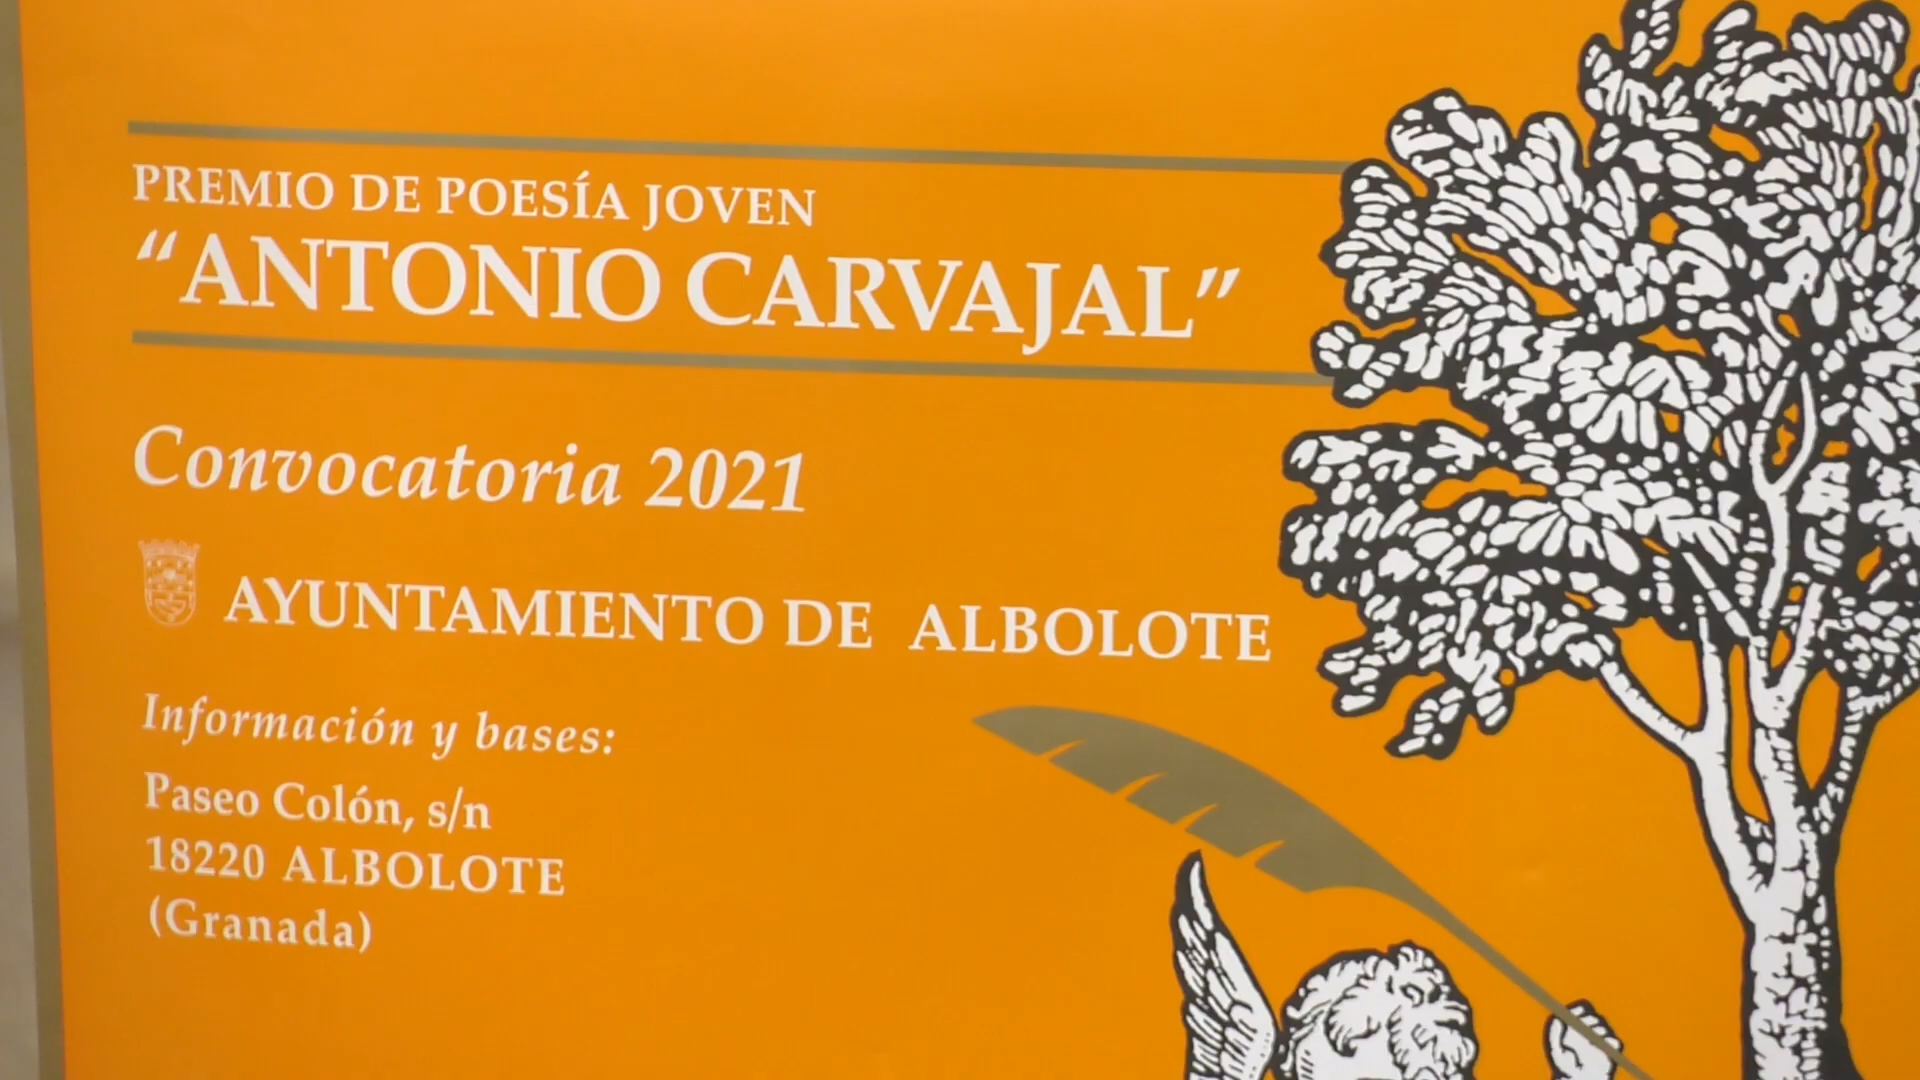 PREMIO DE POESÍA JOVEN
“ANTONIO CARVAJAL”
Convocatoria 2021
AYUNTAMIENTO DE ALBOLOTE
Información y bases:
Paseo Colón, s/n
18220 ALBOLOTE
(Granada)